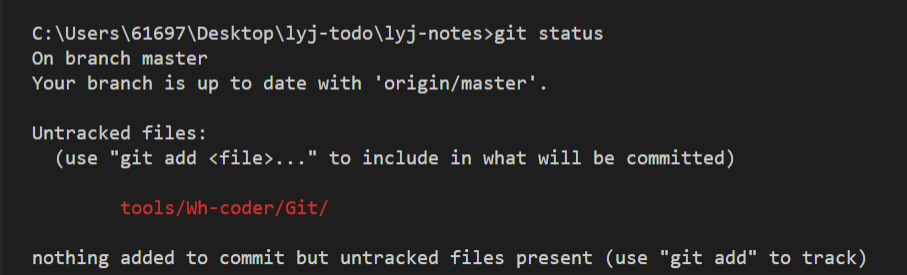 C:\Users\61697\Desktop\lyj-todo\lyj-notes>git status
On branch master
Your branch is up to date with 'origin/master'.
Untracked files:
(use "git add <file>..." to include in what will be committed)
tools/Wh-coder/Git/
nothing added to commit but untracked files present (use "git add" to track)